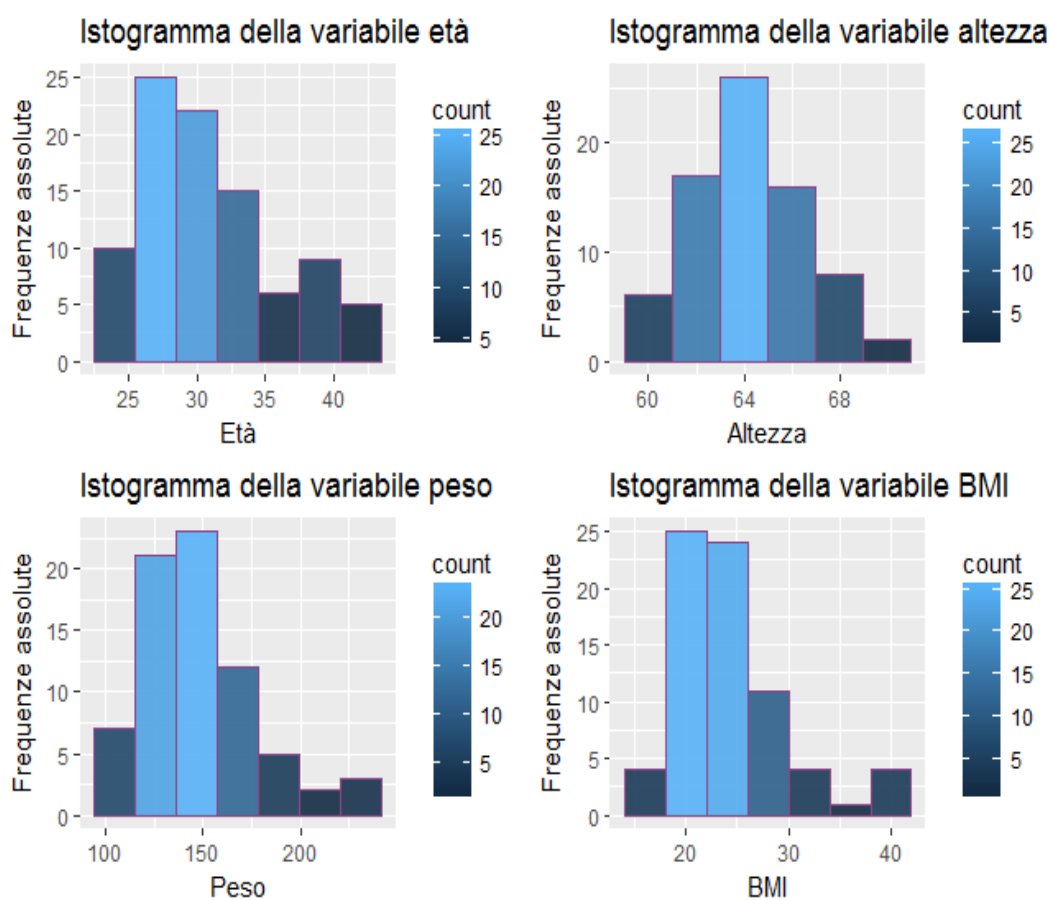 Istogramma della variabile età
Frequenze assolute
25
20
15
10
5
0
25 30 35 40
Età
count
25
20
15
10
5
Istogramma della variabile altezza
Frequenze assolute
20
10
0
60 64 68
Altezza
count
25
20
15
10
5
Istogramma della variabile peso
Frequenze assolute
20
15
10
5
0
100 150 200
Peso
count
20
15
10
5
Istogramma della variabile BMI
Frequenze assolute
25
20
15
10
5
0
20 30 40
BMI
count
25
20
15
10
5